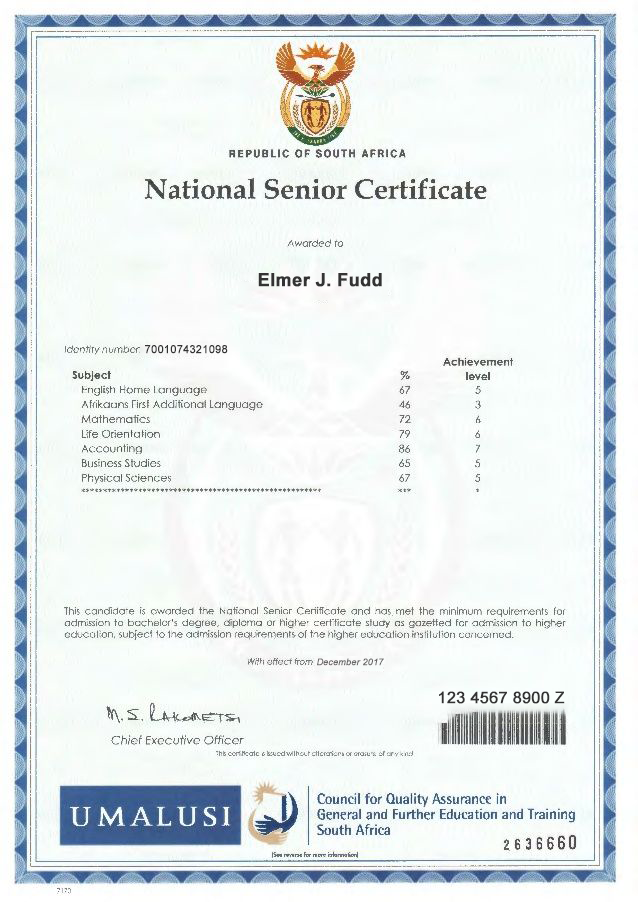 REPUBLIC OF SOUTH AFRICA
National Senior Certificate
Awarded to
Elmer J. Fudd
Identity number 7001074321098
Subject % Achievement level
English Home Language 67 5
Afrikaans First Additional Language 46 3
Mathematics 72 6
Life Orientation 79 6
Accounting 86 7
Business Studies 65 5
Physical Sciences 67 5
******************************************************* *** *
This candidate is awarded the National Senior Certificate and has met the minimum requirements for
admission to bachelor's degree, diploma or higher certificate study as gazetted for admission to higher
education, subject to the admission requirements of the higher education institution concerned.
With effect from December 2017
M.S. RAKOMETSI
123 4567 8900 Z
Chief Executive Officer
This certificate is issued without alterations or erasure of any kind
UMALUSI
Council for Quality Assurance in
General and Further Education and Training
South Africa
2636660
(See reverse for more information)
7170